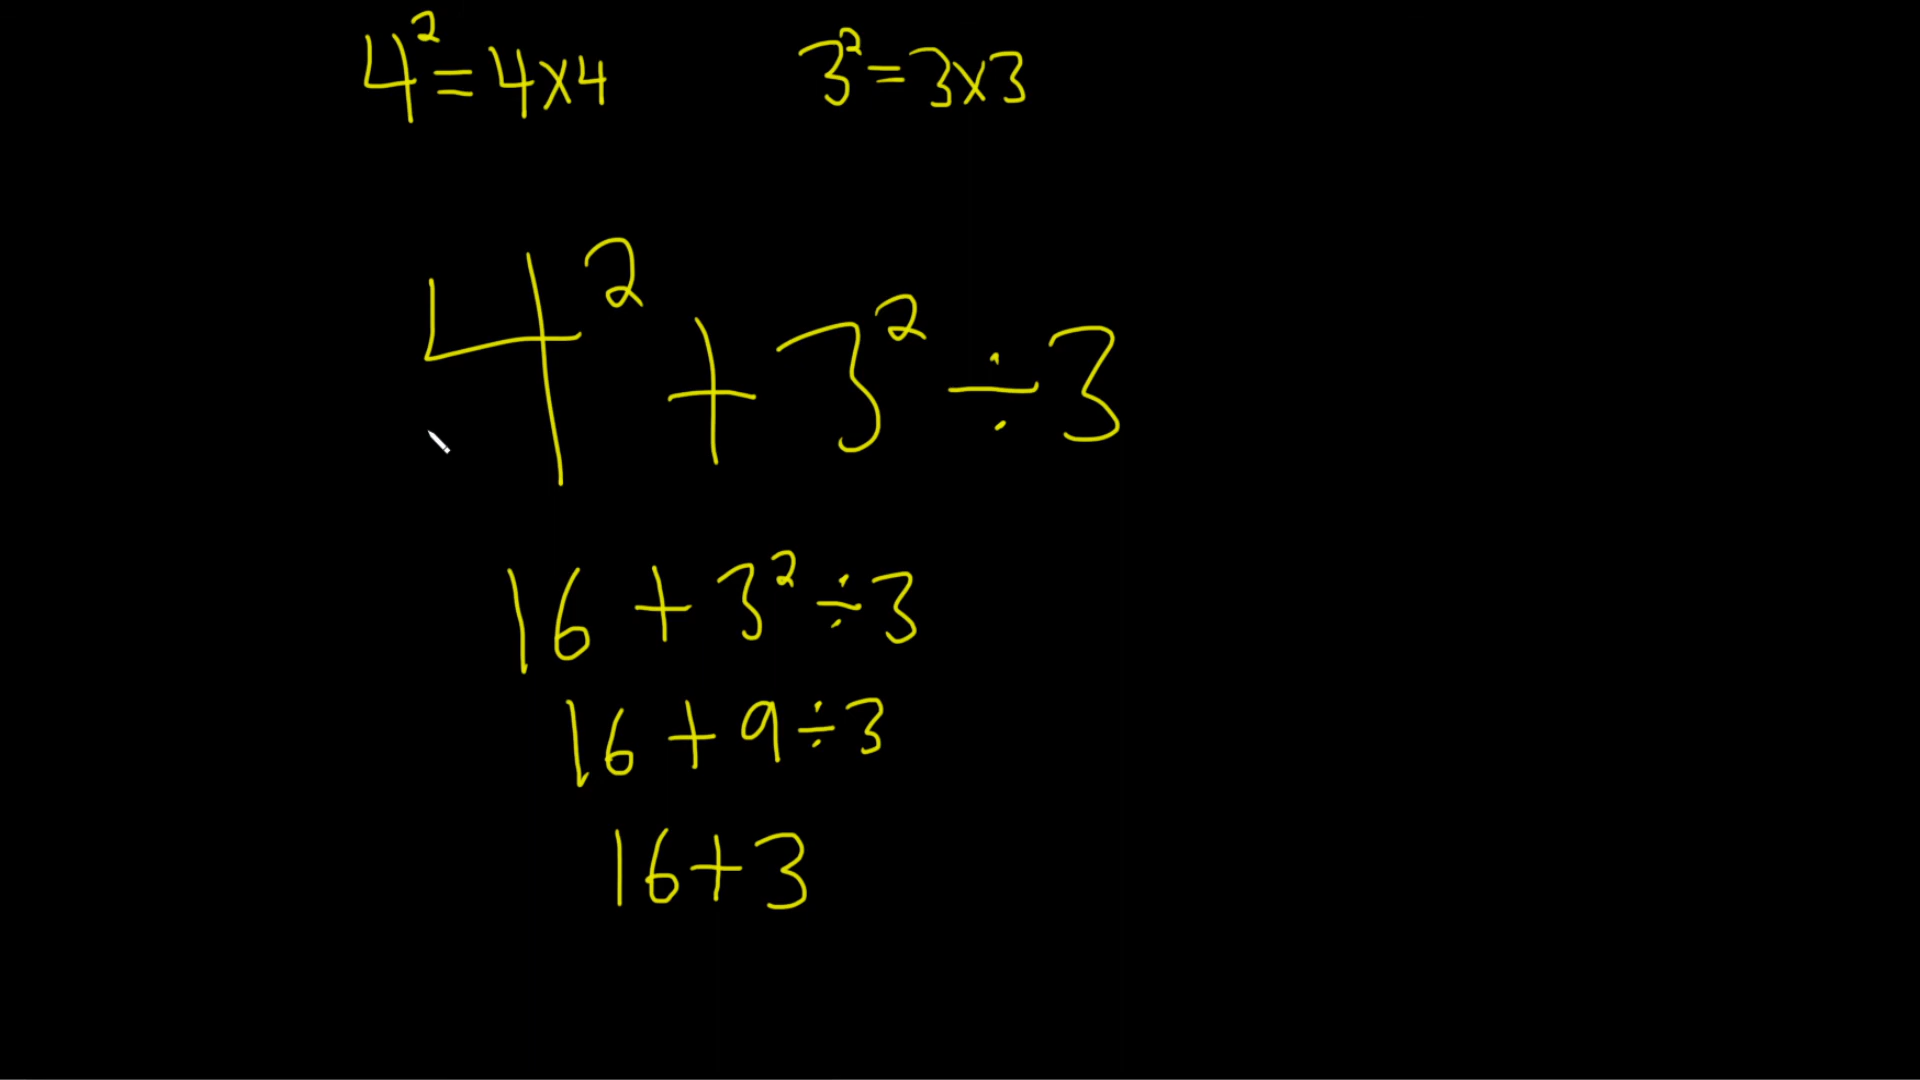 4² = 4x4 3² = 3x3
4² + 3² ÷ 3
16 + 3² ÷ 3
16 + 9 ÷ 3
16 + 3